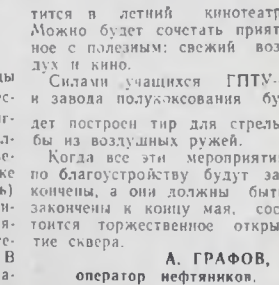 тится в летний кинотеатр
Можно будет сочетать прият
ное с полезным: свежий воз
дух и кино.
Силами учащихся ГПТУ-
и завода полукоксования бу
дет построен тир для стрель
бы из воздушных ружей.
Когда все эти мероприяти
по благоустройству будут за
кончены, а они должны быт
закончены к концу мая, сос
тоится торжественное откры
тие сквера.
А. ГРАФОВ,
оператор нефтяников.